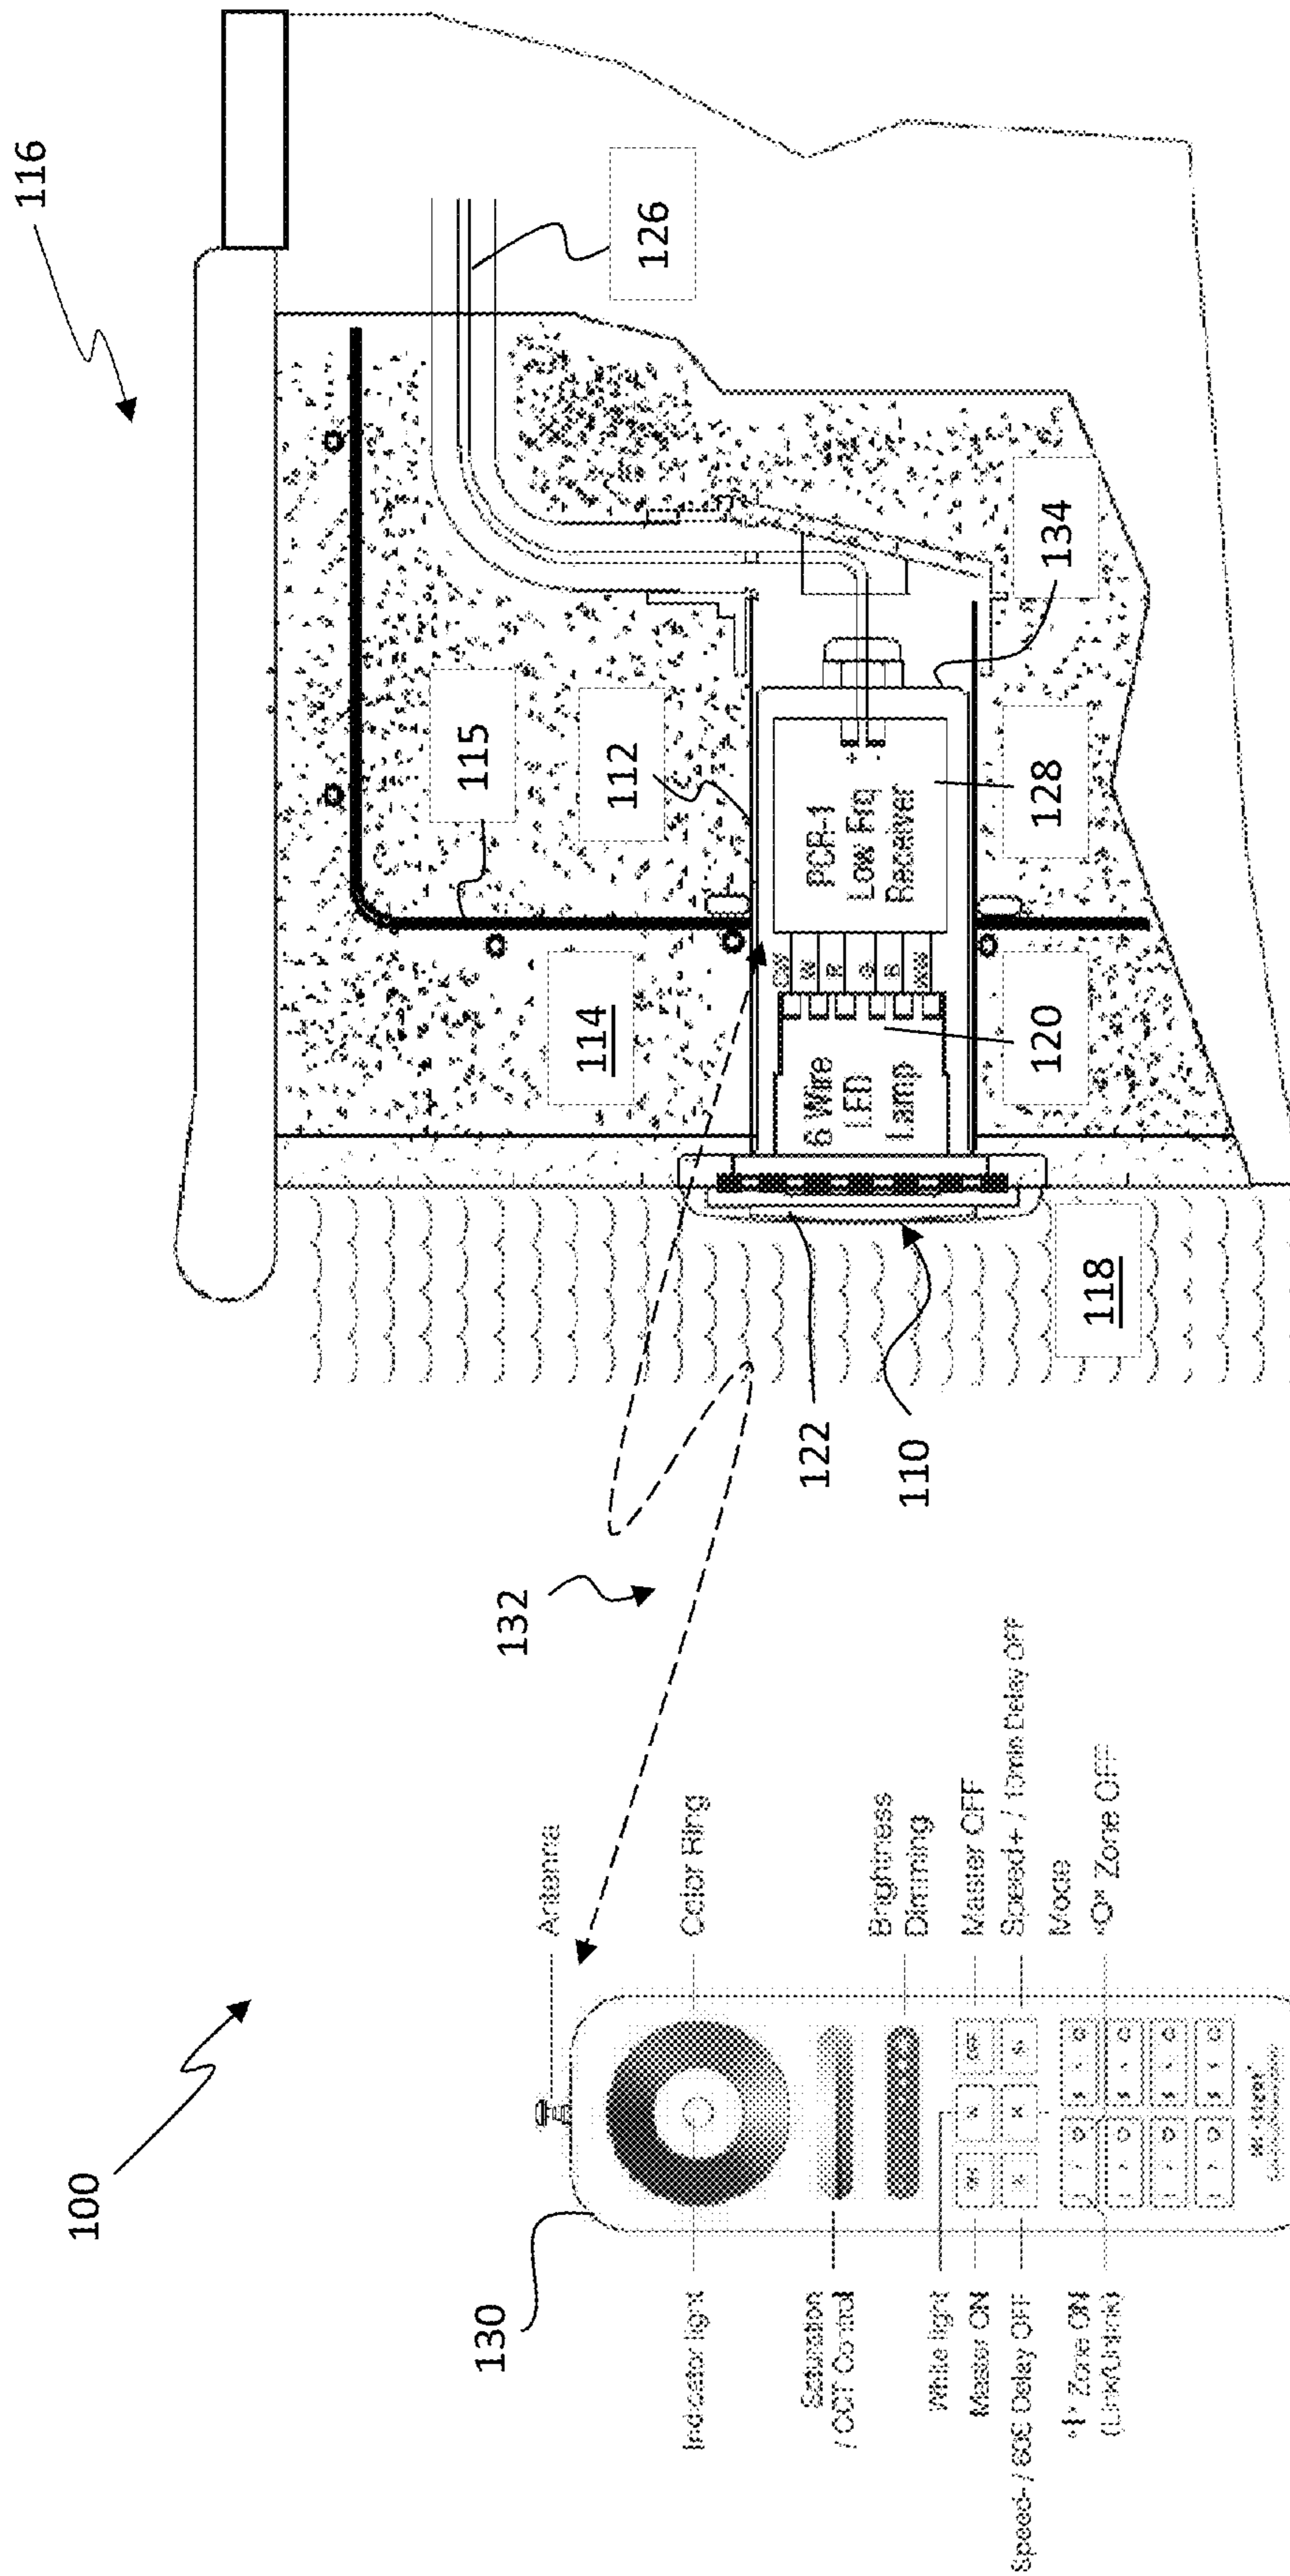 100
116
130
Antenna
Indicator light
Color Ring
Saturation
/ CCT Control
Brightness
Dimming
White light
Master ON
Master OFF
Speed- / 60S Delay OFF
Speed+ / 10min Delay OFF
Mode
"I" Zone ON
(Link/Unlink)
"O" Zone OFF
132
126
115
112
114
6 Wire
LED
Lamp
PCR-1
Low Frq
Receiver
+
-
134
128
120
122
110
118